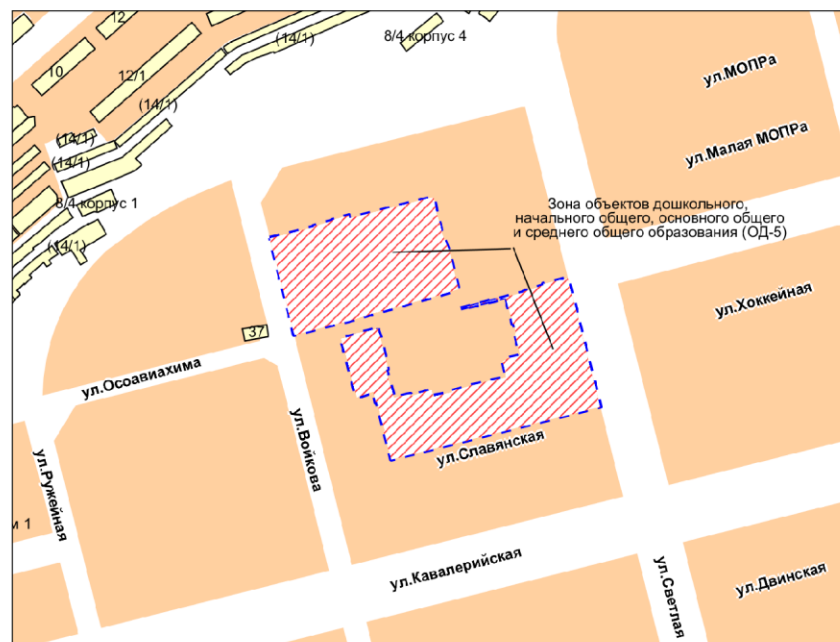 12
(14/1)
8/4 корпус 4
10
12/1
(14/1)
ул.МОПРа
(14/1)
(14/1)
ул.Малая МОПРа
8/4 корпус 1
(14/1)
Зона объектов дошкольного,
начального общего, основного общего
и среднего общего образования (ОД-5)
ул.Хоккейная
37
ул.Осоавиахима
ул.Войкова
ул.Славянская
ул.Ружейная
м 1
ул.Кавалерийская
ул.Светлая
ул.Двинская